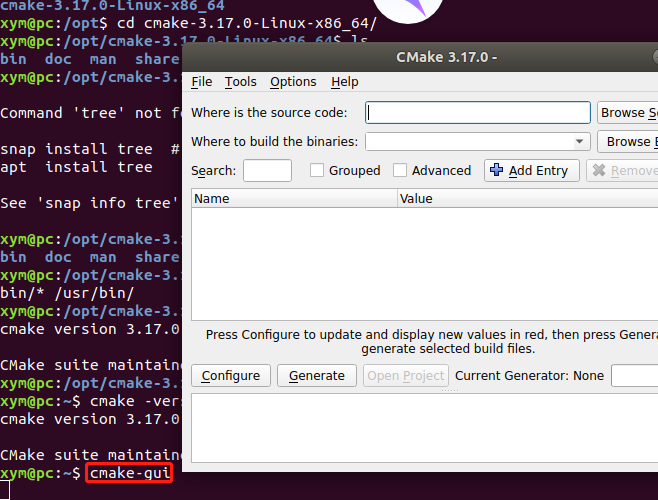 cmake-3.17.0-Linux-x86_64
xym@pc:/opt$ cd cmake-3.17.0-Linux-x86_64/
xym@pc:/opt/cmake-3.17.0-Linux-x86_64$ ls
bin doc man share
xym@pc:/opt/cmake-3.
Command 'tree' not
snap install tree #
apt install tree
See 'snap info tree'
xym@pc:/opt/cmake-3.
bin doc man share
xym@pc:/opt/cmake-3.
bin/* /usr/bin/
xym@pc:/opt/cmake-3.
cmake version 3.17.0
CMake suite
xym@pc:/opt/cmake-3.
xym@pc:~$ cmake
cmake version 3.17.0
CMake suite
xym@pc:~$ cmake-gui
CMake 3.17.0 -
File Tools Options Help
Where is the source code:
Browse
Where to build the binaries:
Browse
Search:
Grouped
Advanced
Add Entry
Remove
Name
Value
Press Configure to update and display new values in red, then press
generate selected build files.
Configure
Generate
Open Project
Current Generator: None